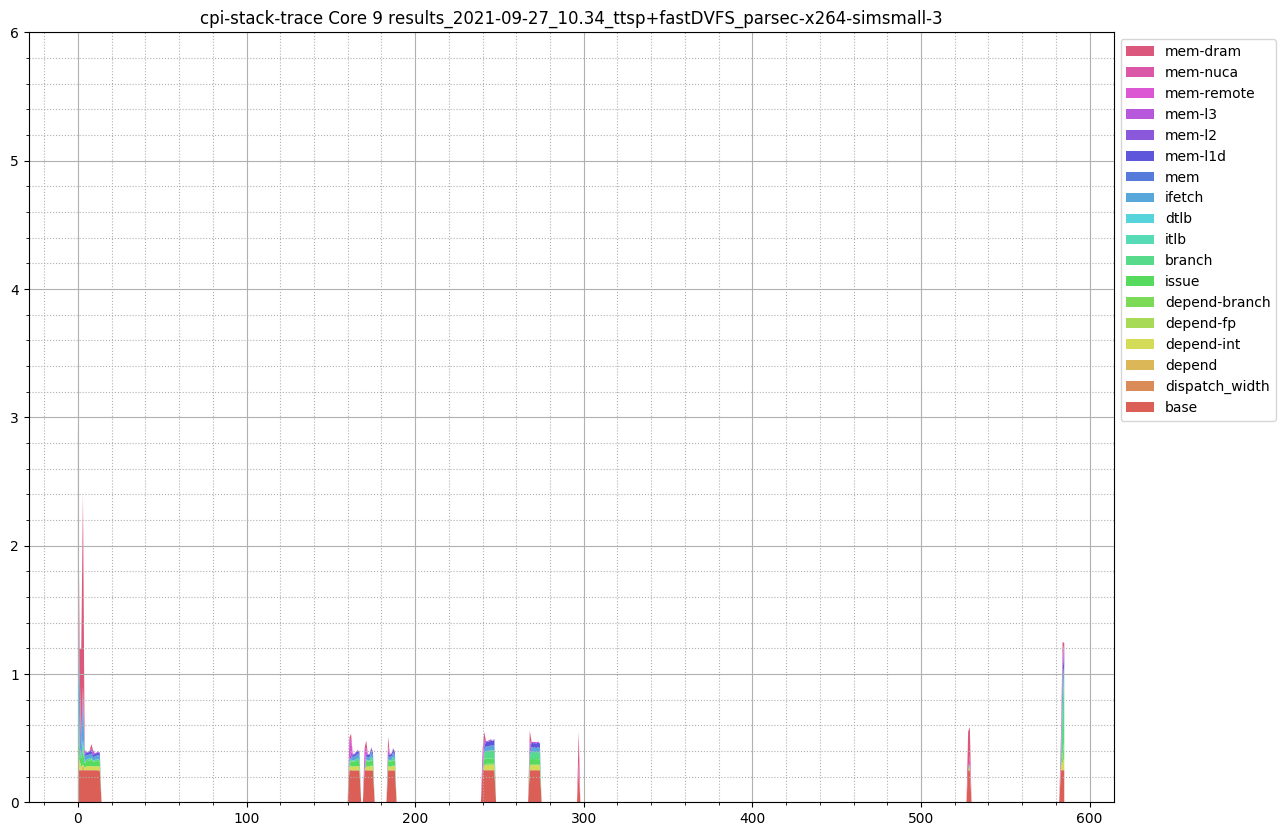 cpi-stack-trace Core 9 results_2021-09-27_10.34_ttsp+fastDVFS_parsec-x264-simsmall-3
6
5
4
3
2
1
0
0 100 200 300 400 500 600
mem-dram
mem-nuca
mem-remote
mem-l3
mem-l2
mem-l1d
mem
ifetch
dtlb
itlb
branch
issue
depend-branch
depend-fp
depend-int
depend
dispatch_width
base